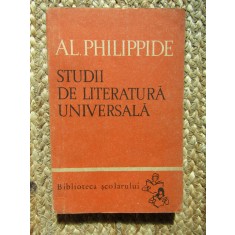 AL. PHILIPPIDE
STUDII
DE LITERATURĂ
UNIVERSALĂ
Biblioteca școlarului